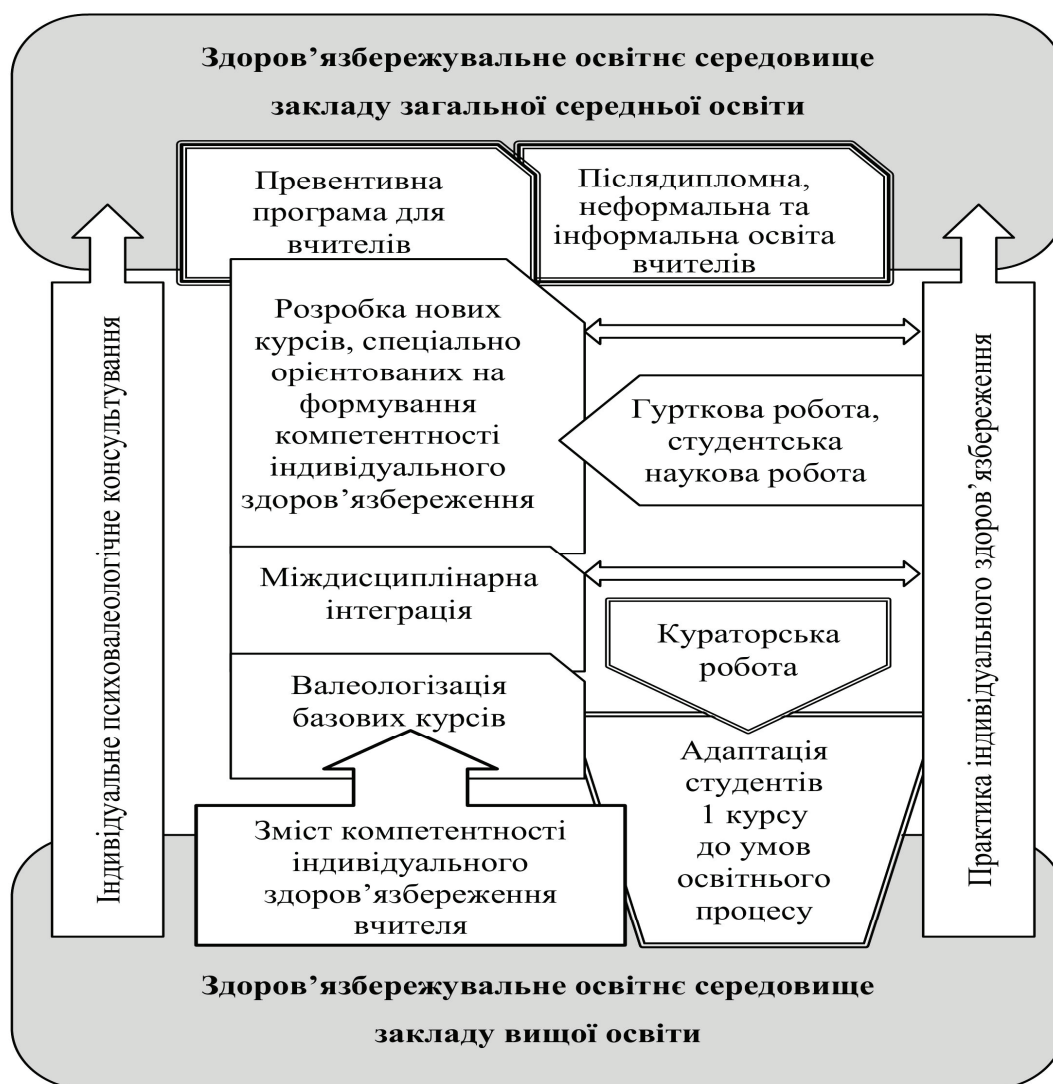 Здоров’язбережувальне освітнє середовище
закладу загальної середньої освіти
Превентивна
програма для
вчителів
Післядипломна,
неформальна та
інформальна освіта
вчителів
Індивідуальне психовалеологічне консультування
Розробка нових
курсів, спеціально
орієнтованих на
формування
компетентності
індивідуального
здоров’язбереження
Гурткова робота,
студентська
наукова робота
Практика індивідуального здоров’язбереження
Міждисциплінарна
інтеграція
Кураторська
робота
Валеологізація
базових курсів
Адаптація
студентів
1 курсу
до умов
освітнього
процесу
Зміст компетентності
індивідуального
здоров’язбереження
вчителя
Здоров’язбережувальне освітнє середовище
закладу вищої освіти